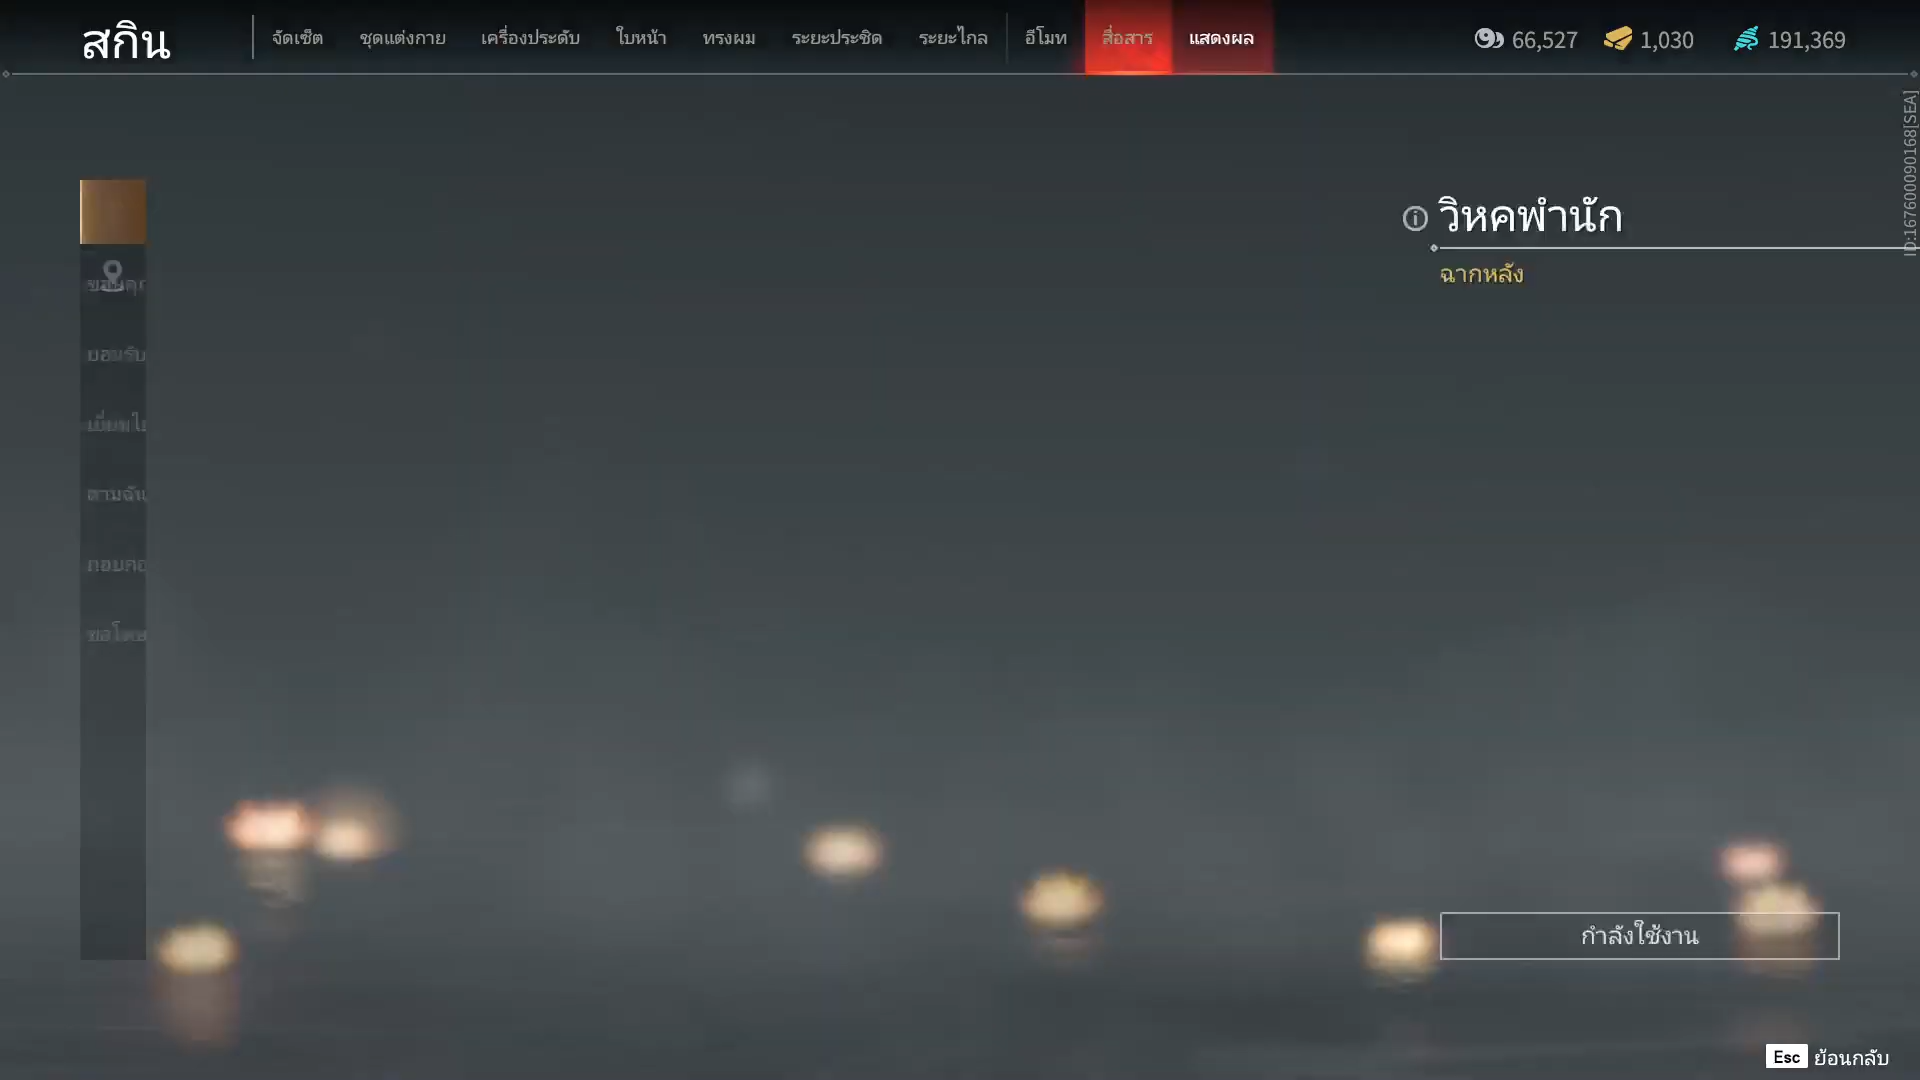 สกิน
จัดเซ็ต ชุดแต่งกาย เครื่องประดับ ใบหน้า ทรงผม ระยะประชิด ระยะไกล อีโมท สื่อสาร แสดงผล
66,527 1,030 191,369
ID:1676000090168[SEA]
วิหคพำนัก
ฉากหลัง
ตามฉัน
กำลังใช้งาน
Esc ย้อนกลับ